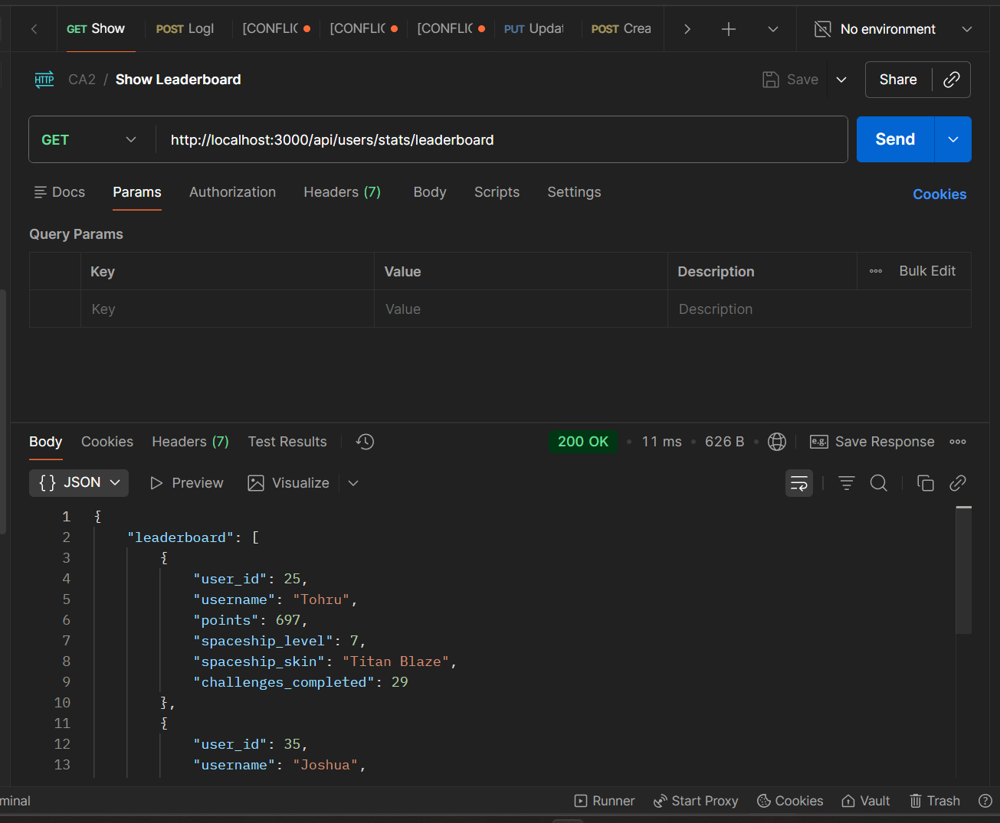 GET Show POST LogI [CONFLIC [CONFLIC [CONFLIC PUT Updat POST Crea No environment
HTTP CA2 / Show Leaderboard Save Share
GET http://localhost:3000/api/users/stats/leaderboard Send
Docs Params Authorization Headers (7) Body Scripts Settings Cookies
Query Params
Key Value Description Bulk Edit
Key Value Description
Body Cookies Headers (7) Test Results 200 OK • 11 ms • 626 B • e.g. Save Response
{} JSON Preview Visualize
1 {
2 "leaderboard": [
3 {
4 "user_id": 25,
5 "username": "Tohru",
6 "points": 697,
7 "spaceship_level": 7,
8 "spaceship_skin": "Titan Blaze",
9 "challenges_completed": 29
10 },
11 {
12 "user_id": 35,
13 "username": "Joshua",
minal Runner Start Proxy Cookies Vault Trash ?